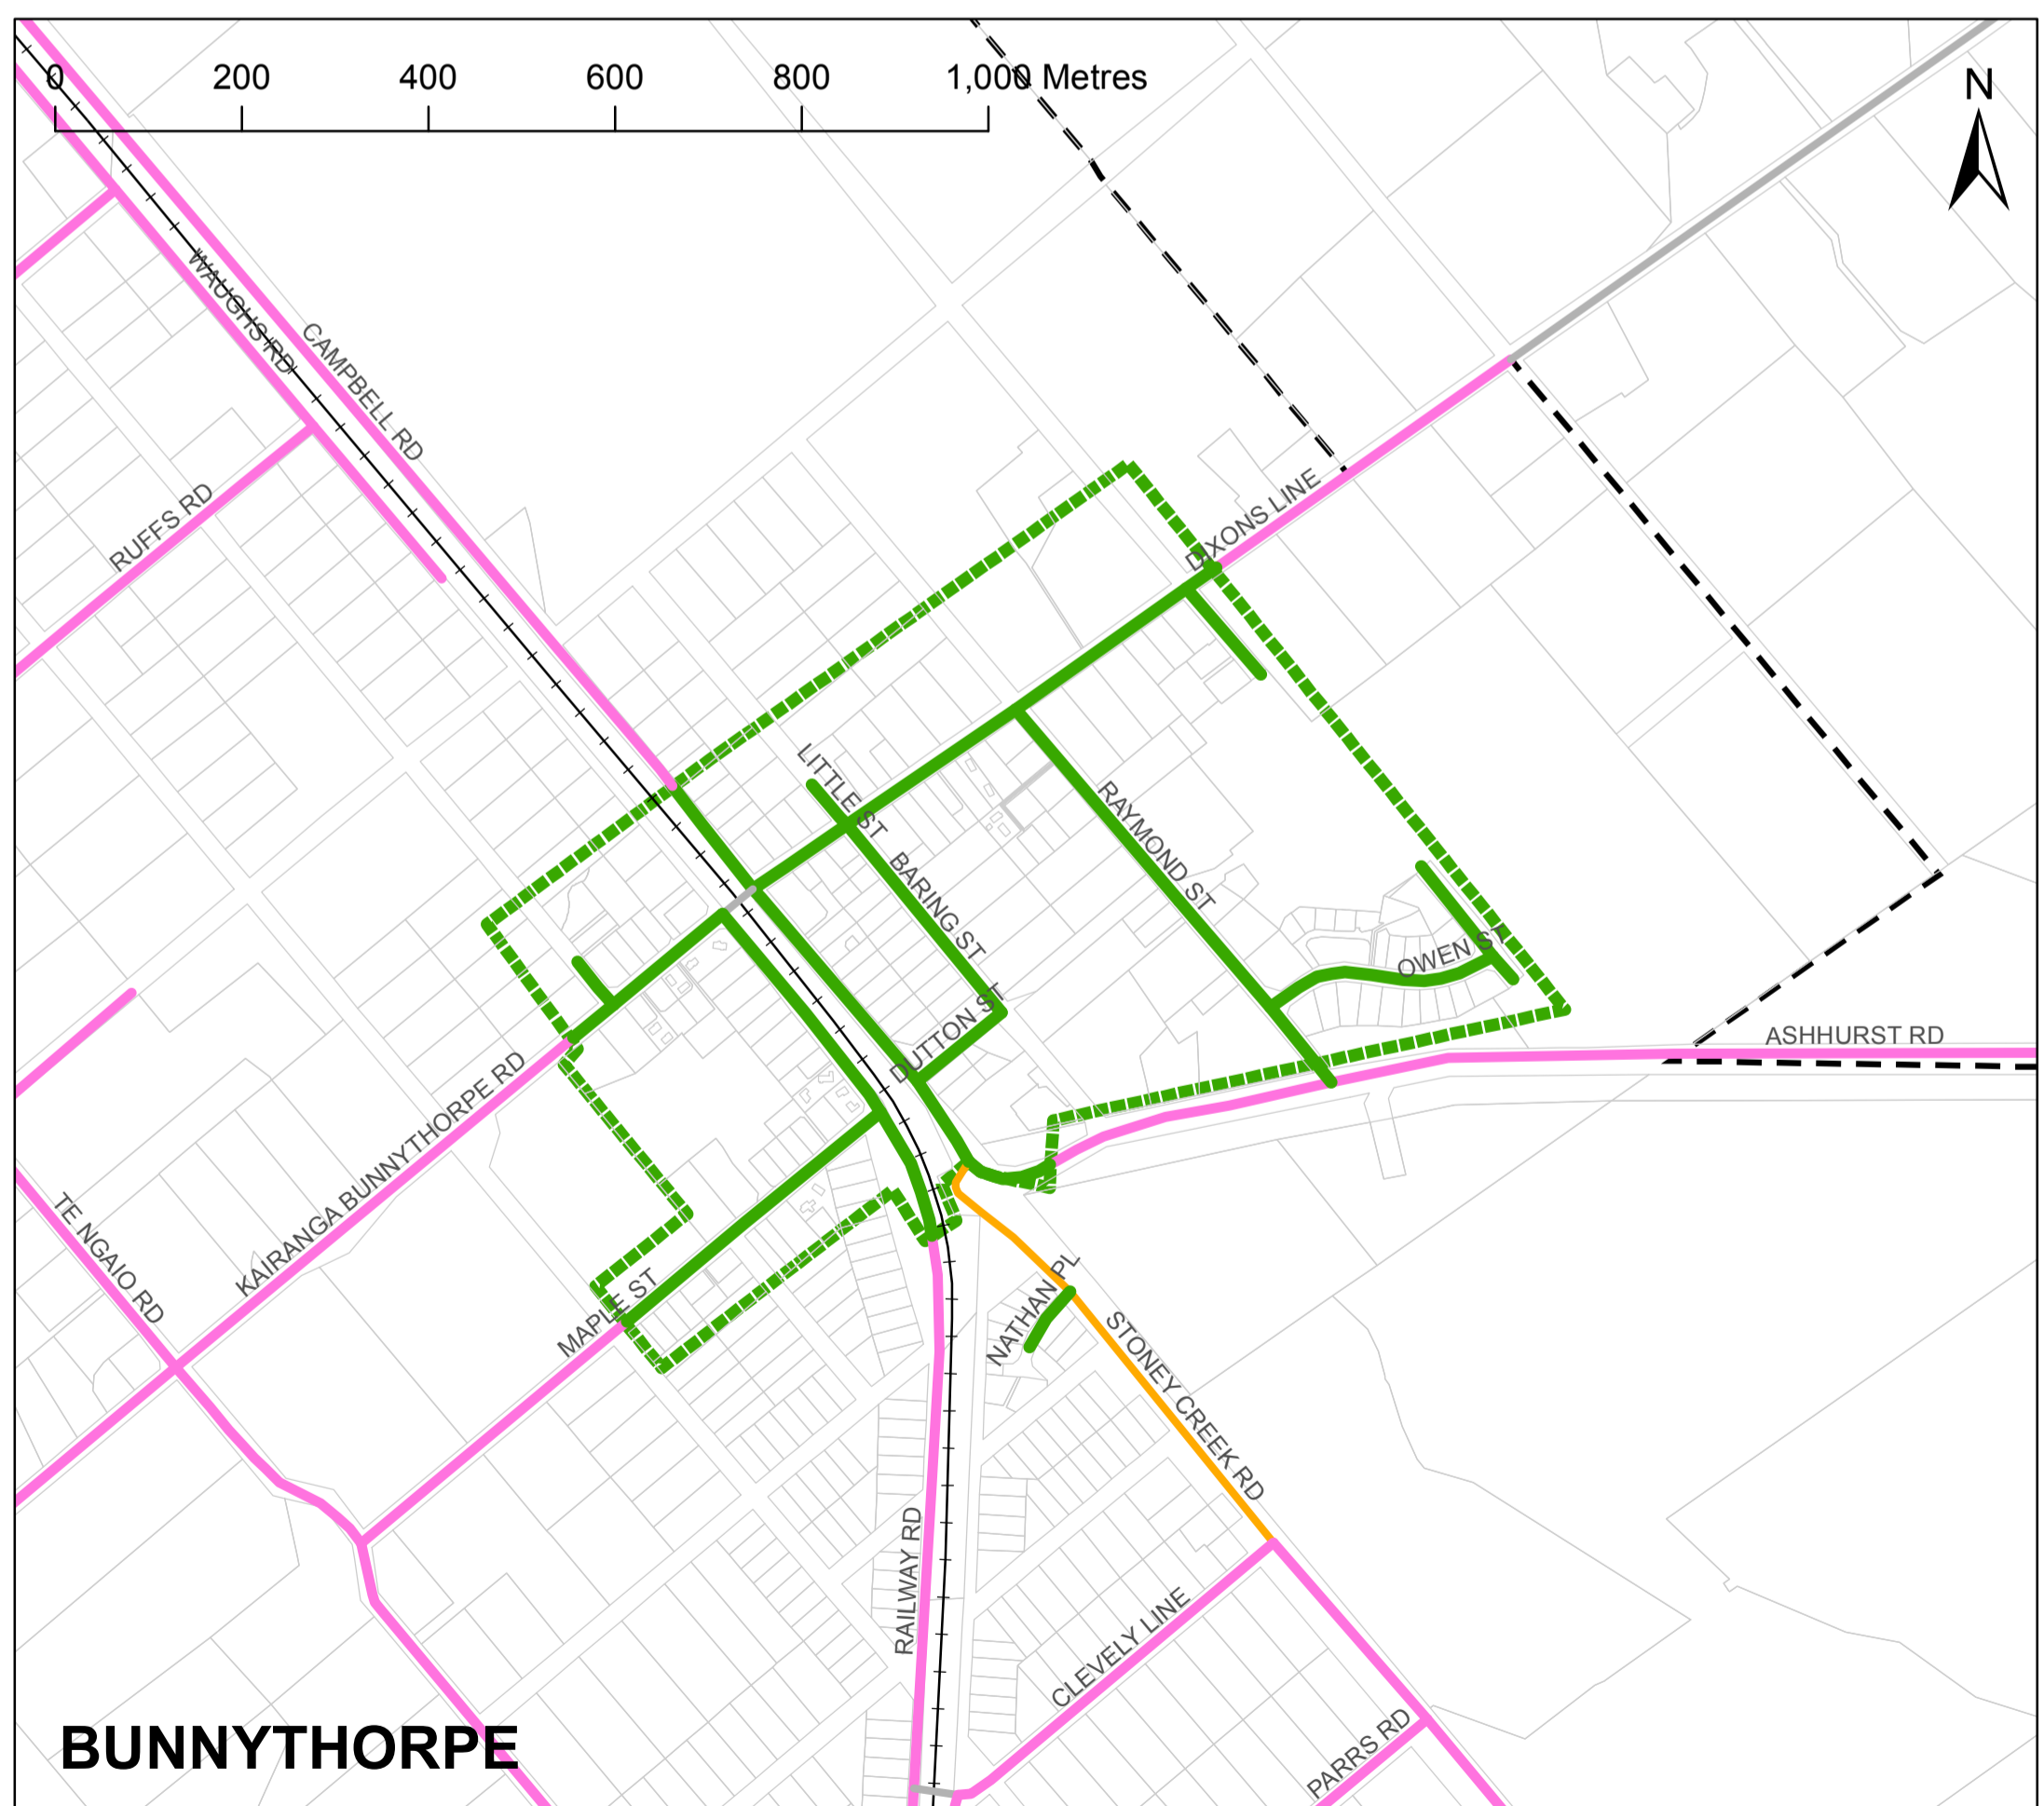 0 200 400 600 800 1,000 Metres
N
WAUGHS RD
CAMPBELL RD
RUFFS RD
DIXONS LINE
LITTLE ST
BARING ST
RAYMOND ST
OWEN ST
DUTTON ST
ASHHURST RD
KAIRANGA BUNNYTHORPE RD
TE NGAIO RD
MAPLE ST
NATHAN PL
STONEY CREEK RD
RAILWAY RD
CLEVELY LINE
PARRS RD
BUNNYTHORPE